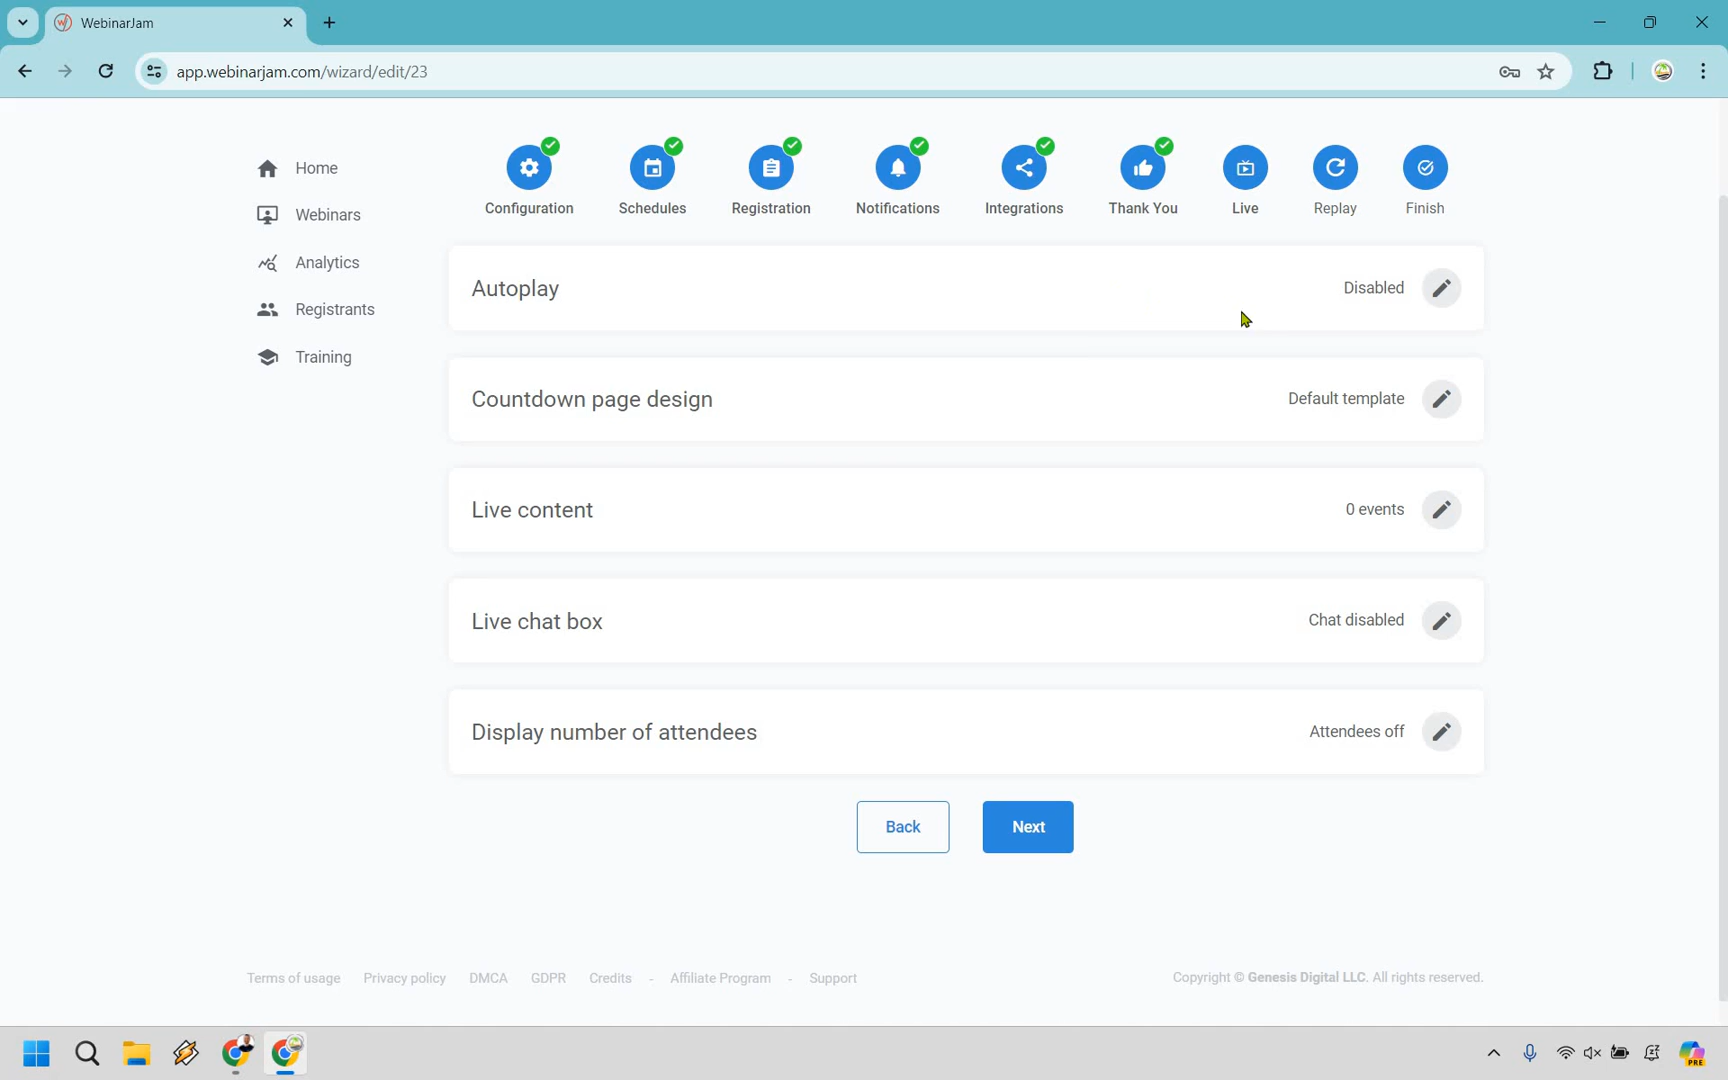 WebinarJam
app.webinarjam.com/wizard/edit/23
Home
Webinars
Analytics
Registrants
Training
Configuration
Schedules
Registration
Notifications
Integrations
Thank You
Live
Replay
Finish
Autoplay
Disabled
Countdown page design
Default template
Live content
0 events
Live chat box
Chat disabled
Display number of attendees
Attendees off
Back
Next
Terms of usage
Privacy policy
DMCA
GDPR
Credits
-
Affiliate Program
-
Support
Copyright © Genesis Digital LLC. All rights reserved.
PRE